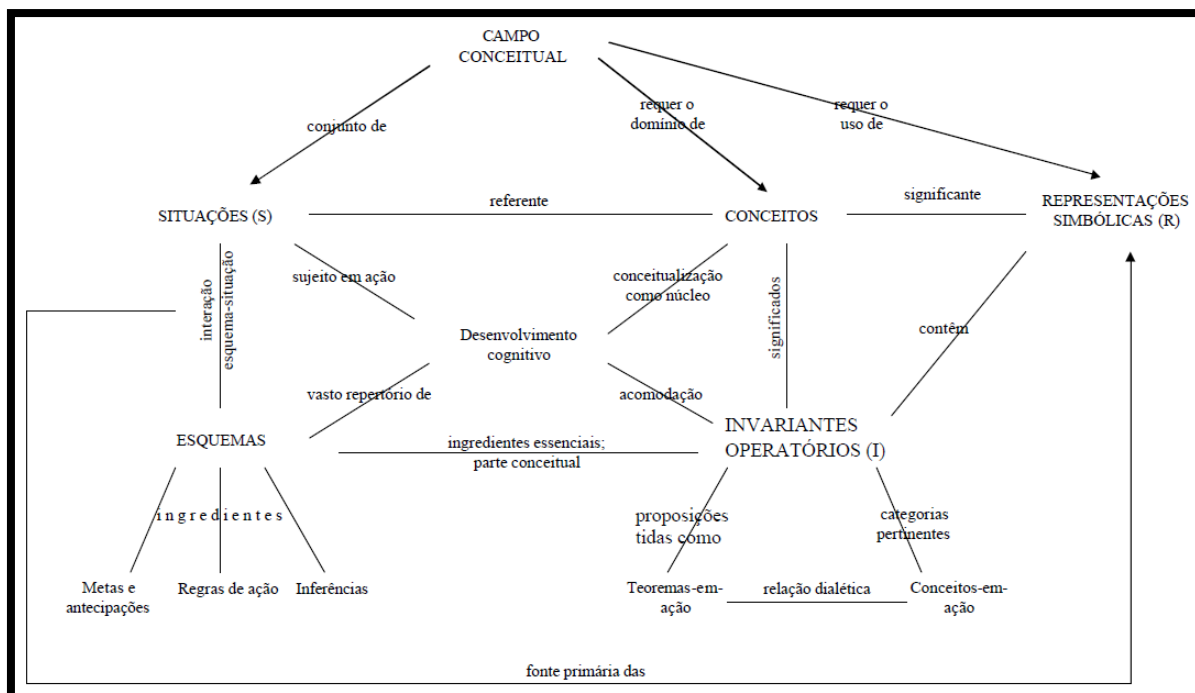 CAMPO
CONCEITUAL
conjunto de
requer o
domínio de
requer o
uso de
SITUAÇÕES (S)
referente
CONCEITOS
significante
REPRESENTAÇÕES
SIMBÓLICAS (R)
interação
esquema-situação
sujeito em ação
conceitualização
como núcleo
significados
contêm
Desenvolvimento
cognitivo
vasto repertório de
acomodação
ESQUEMAS
ingredientes essenciais;
parte conceitual
INVARIANTES
OPERATÓRIOS (I)
ingredientes
proposições
tidas como
categorias
pertinentes
Metas e
antecipações
Regras de ação
Inferências
Teoremas-em-
ação
relação dialética
Conceitos-em-
ação
fonte primária das